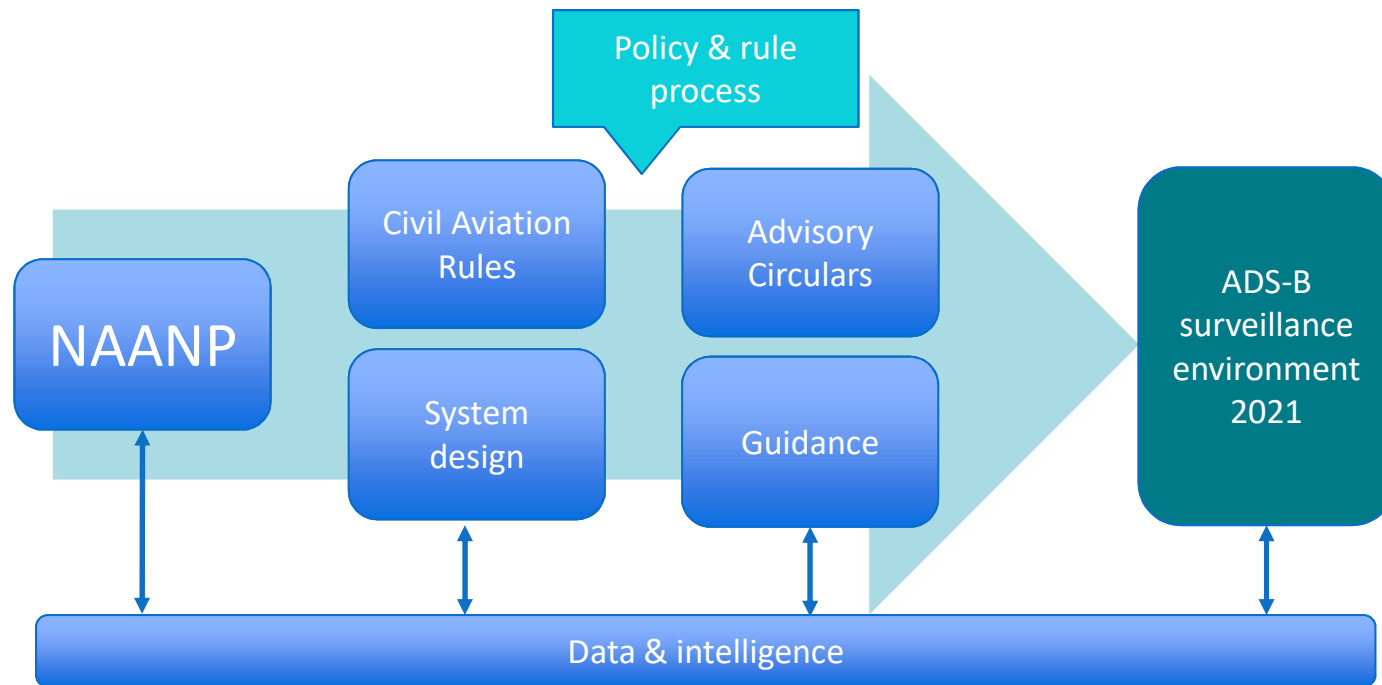 Policy & rule
process
Civil Aviation
Rules
Advisory
Circulars
NAANP
System
design
Guidance
ADS-B
surveillance
environment
2021
Data & intelligence